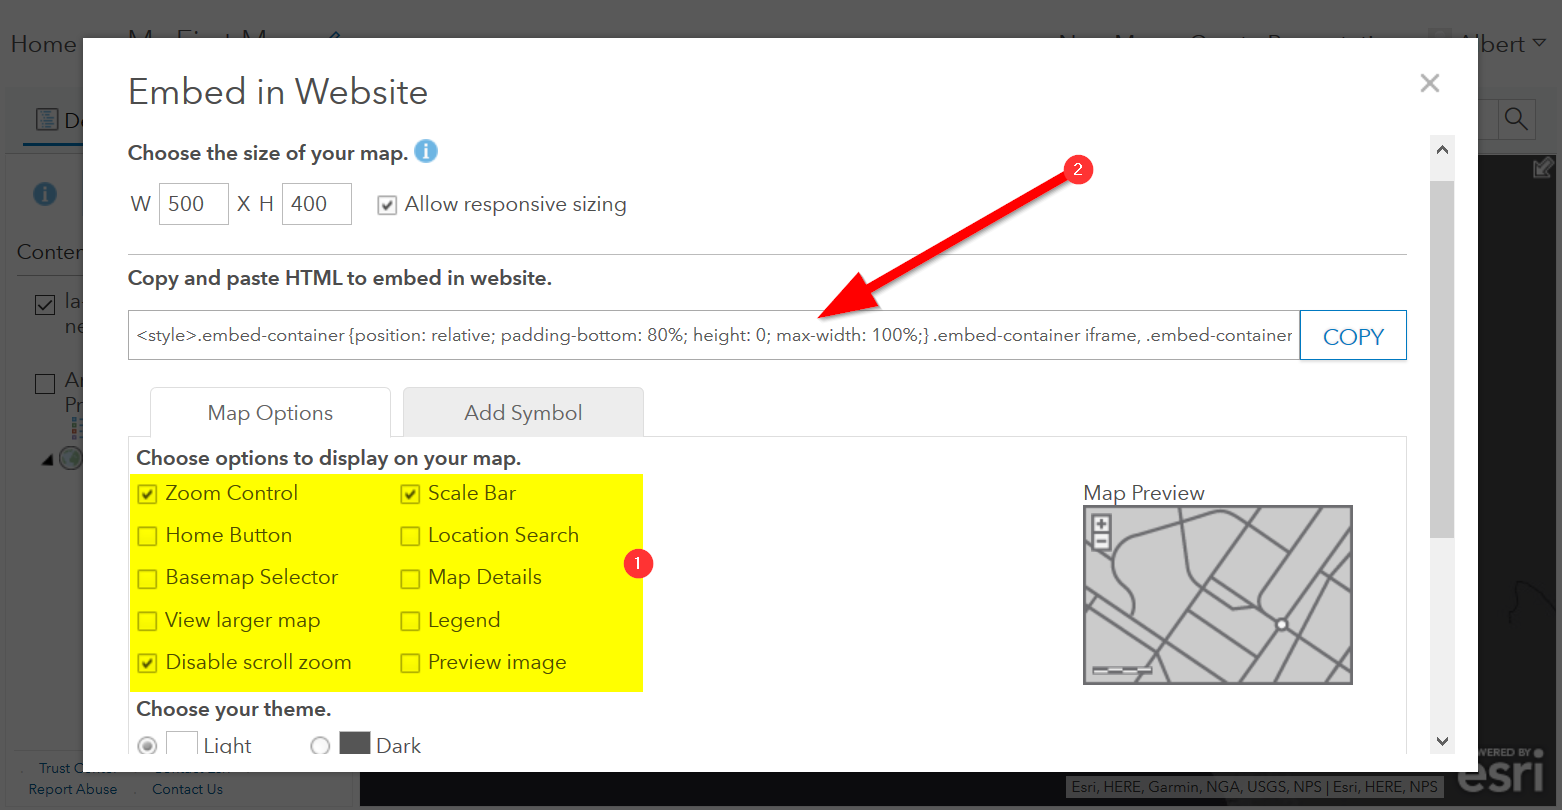 Home
Albert
Embed in Website
Choose the size of your map.
W 500 X H 400 Allow responsive sizing
2
Copy and paste HTML to embed in website.
<style>.embed-container {position: relative; padding-bottom: 80%; height: 0; max-width: 100%;} .embed-container iframe, .embed-container
COPY
Map Options
Add Symbol
Choose options to display on your map.
Zoom Control
Scale Bar
Home Button
Location Search
Basemap Selector
Map Details
View larger map
Legend
Disable scroll zoom
Preview image
1
Map Preview
Choose your theme.
Light
Dark
Report Abuse
Contact Us
Esri, HERE, Garmin, NGA, USGS, NPS | Esri, HERE, NPS
esri